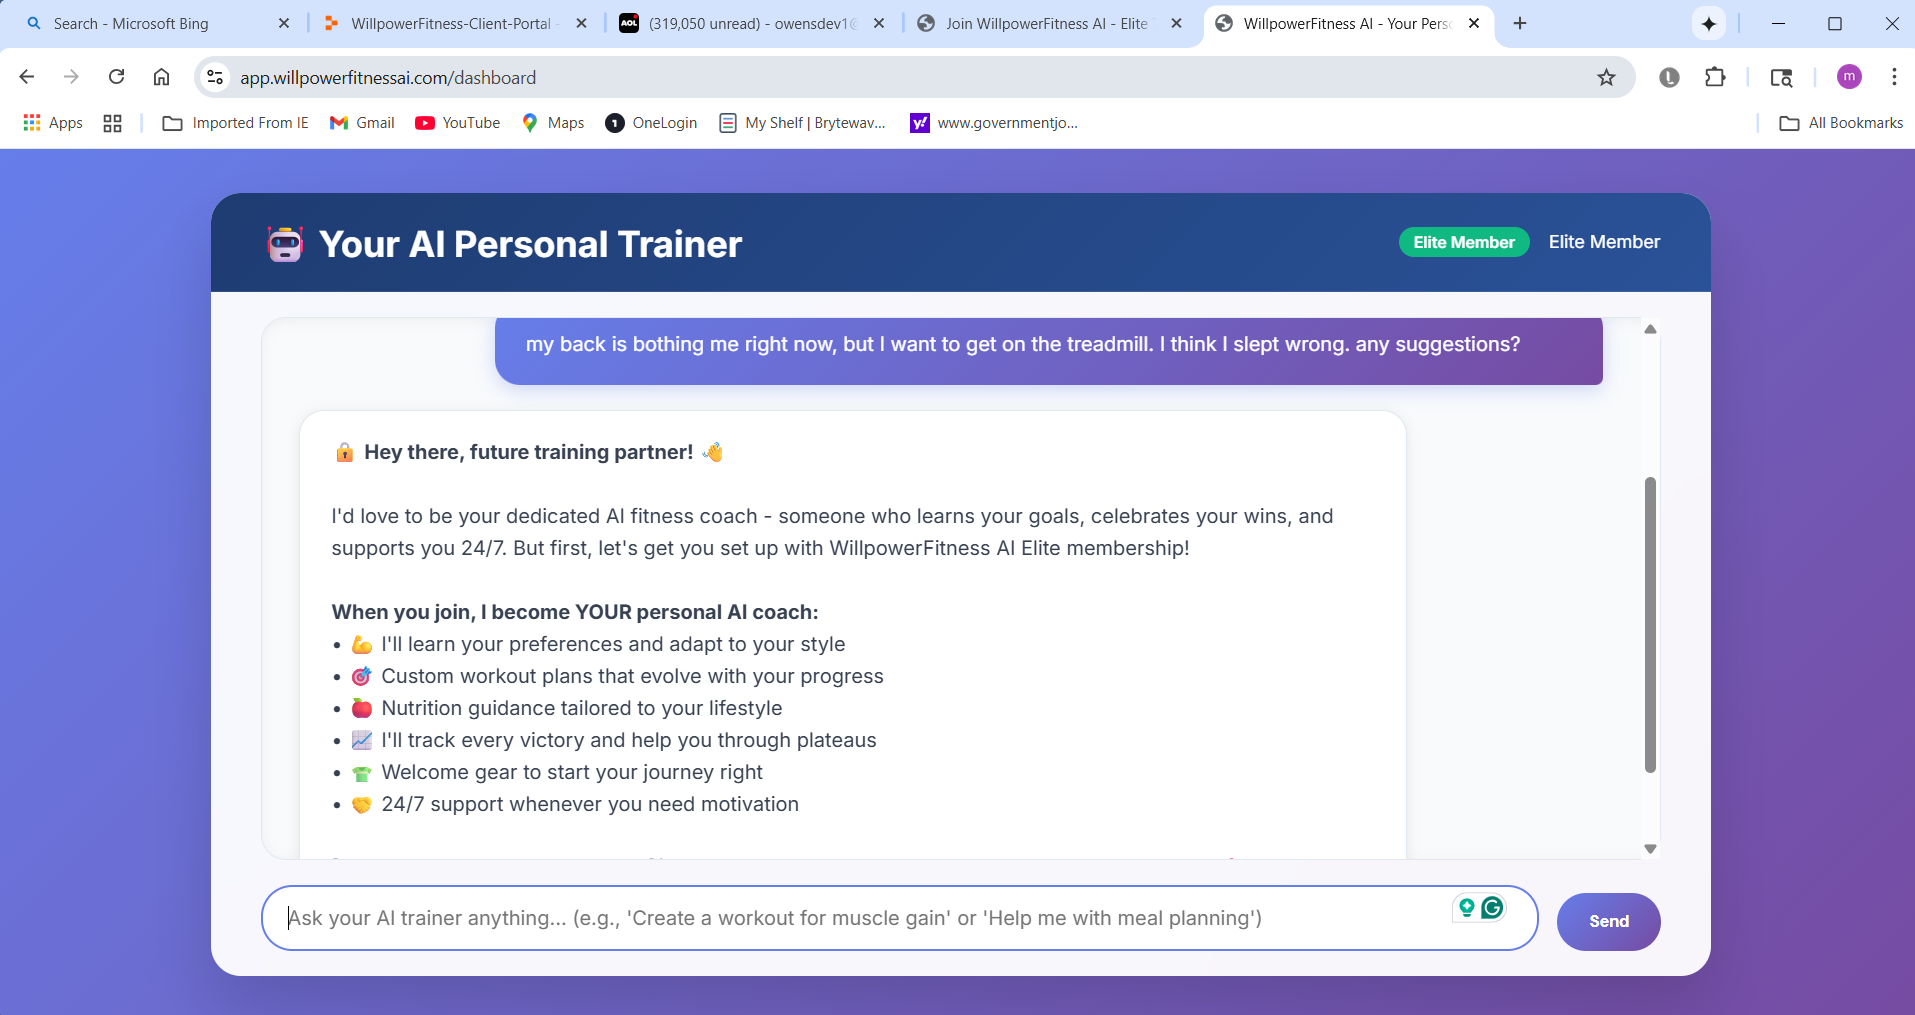 Search - Microsoft Bing
WillpowerFitness-Client-Portal -
AOL
(319,050 unread) - owensdev1@
Join WillpowerFitness AI - Elite
WillpowerFitness AI - Your Perso
app.willpowerfitnessai.com/dashboard
L
m
Apps
Imported From IE
Gmail
YouTube
Maps
1
OneLogin
My Shelf | Brytewav...
y!
www.governmentjo...
All Bookmarks
Your AI Personal Trainer
Elite Member
Elite Member
my back is bothing me right now, but I want to get on the treadmill. I think I slept wrong. any suggestions?
🔒 Hey there, future training partner! 👋
I'd love to be your dedicated AI fitness coach - someone who learns your goals, celebrates your wins, and
supports you 24/7. But first, let's get you set up with WillpowerFitness AI Elite membership!
When you join, I become YOUR personal AI coach:
• 💪 I'll learn your preferences and adapt to your style
• 🎯 Custom workout plans that evolve with your progress
• 🍎 Nutrition guidance tailored to your lifestyle
• 📈 I'll track every victory and help you through plateaus
• 👕 Welcome gear to start your journey right
• 🤝 24/7 support whenever you need motivation
Ask your AI trainer anything... (e.g., 'Create a workout for muscle gain' or 'Help me with meal planning')
G
Send